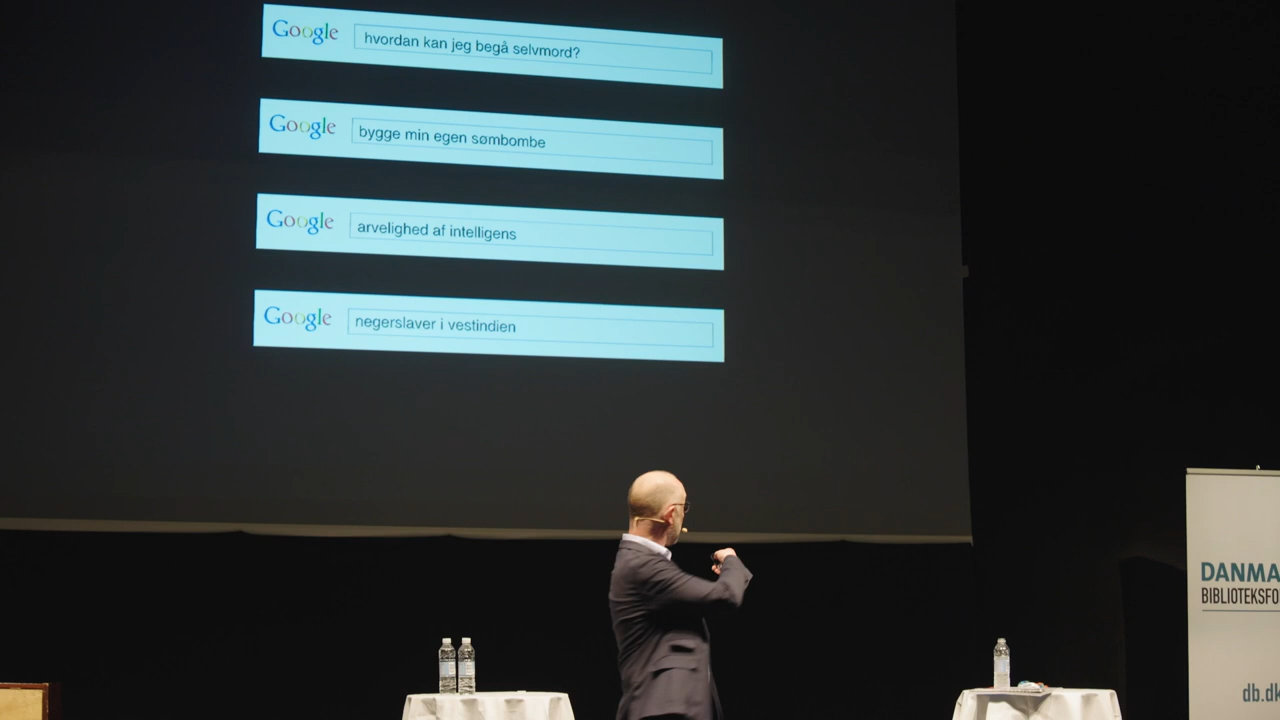 Google hvordan kan jeg begå selvmord?
Google bygge min egen sømbombe
Google arvelighed af intelligens
Google negerslaver i vestindien
DANMA
BIBLIOTEKSFO
db.dk